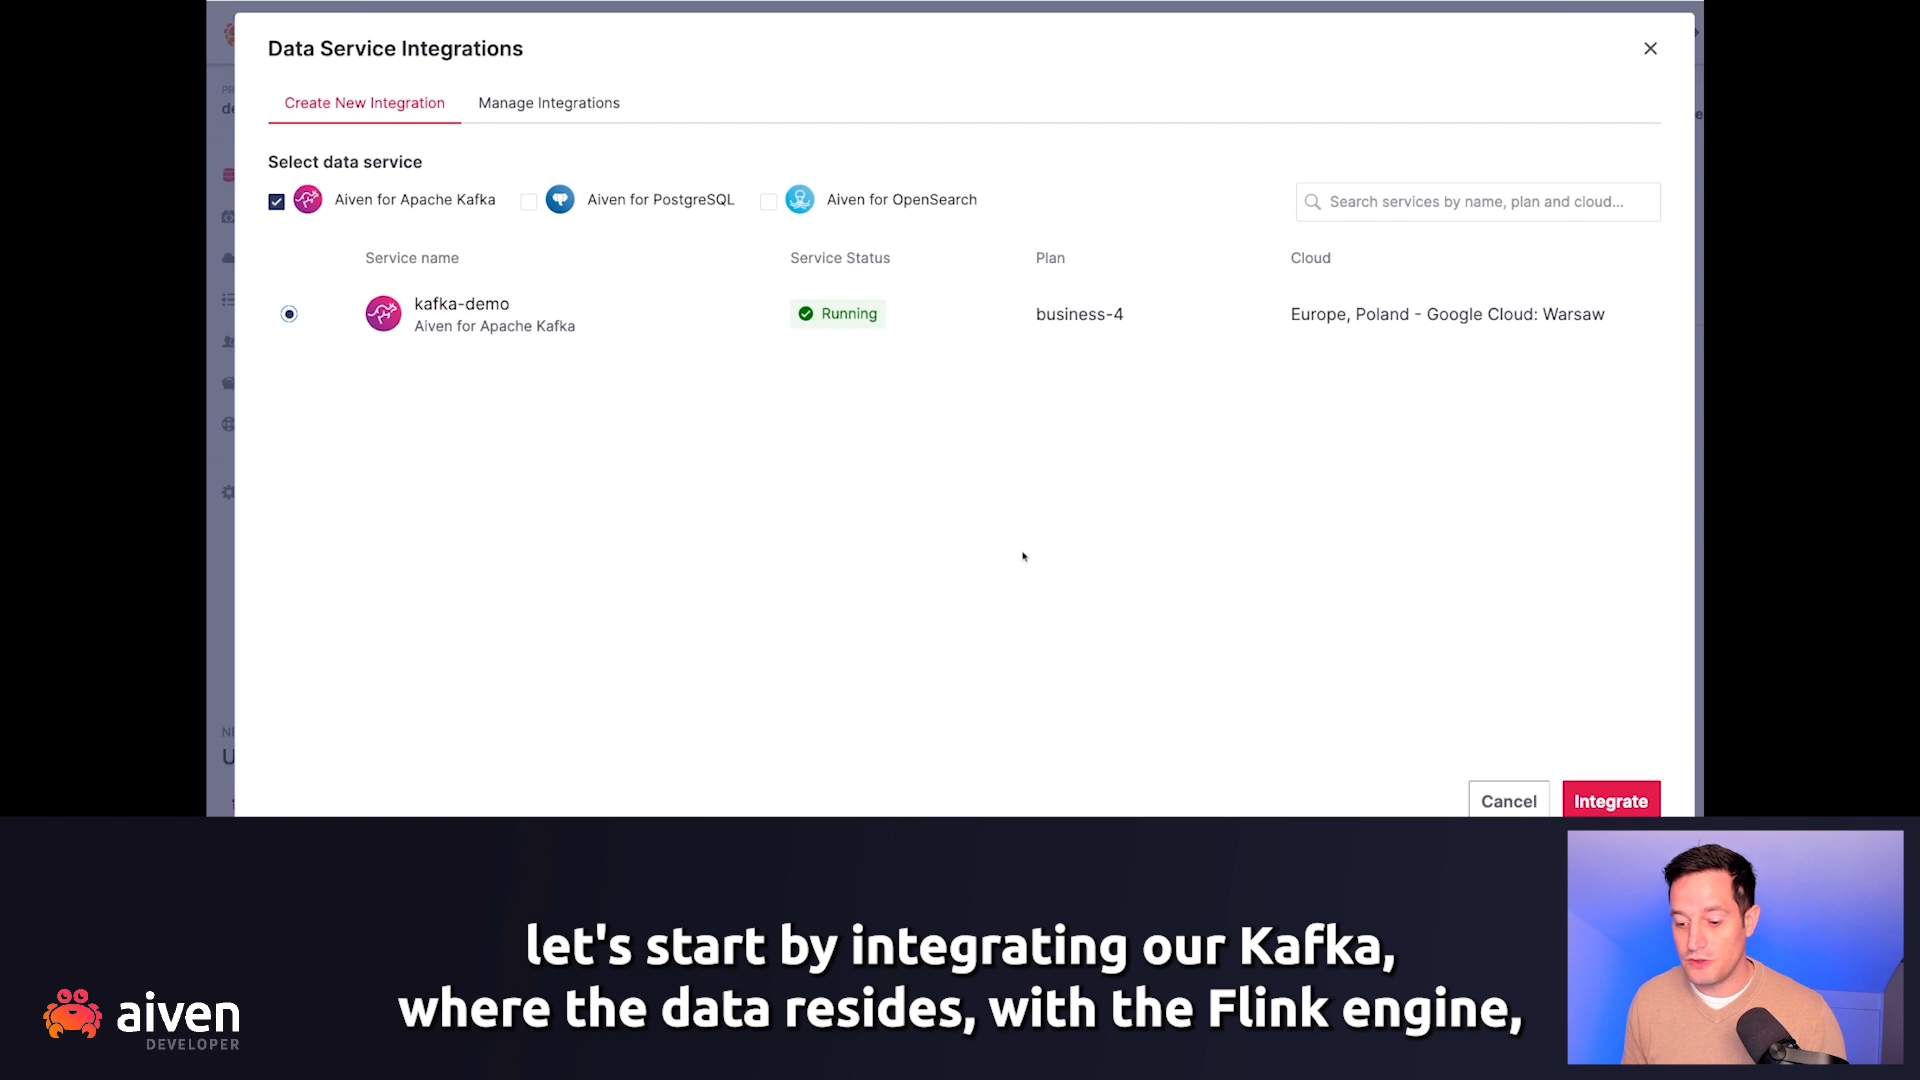 Data Service Integrations
Create New Integration
Manage Integrations
Select data service
Aiven for Apache Kafka
Aiven for PostgreSQL
Aiven for OpenSearch
Search services by name, plan and cloud...
Service name
Service Status
Plan
Cloud
kafka-demo
Aiven for Apache Kafka
Running
business-4
Europe, Poland - Google Cloud: Warsaw
Cancel
Integrate
let's start by integrating our Kafka,
where the data resides, with the Flink engine,
aiven
DEVELOPER